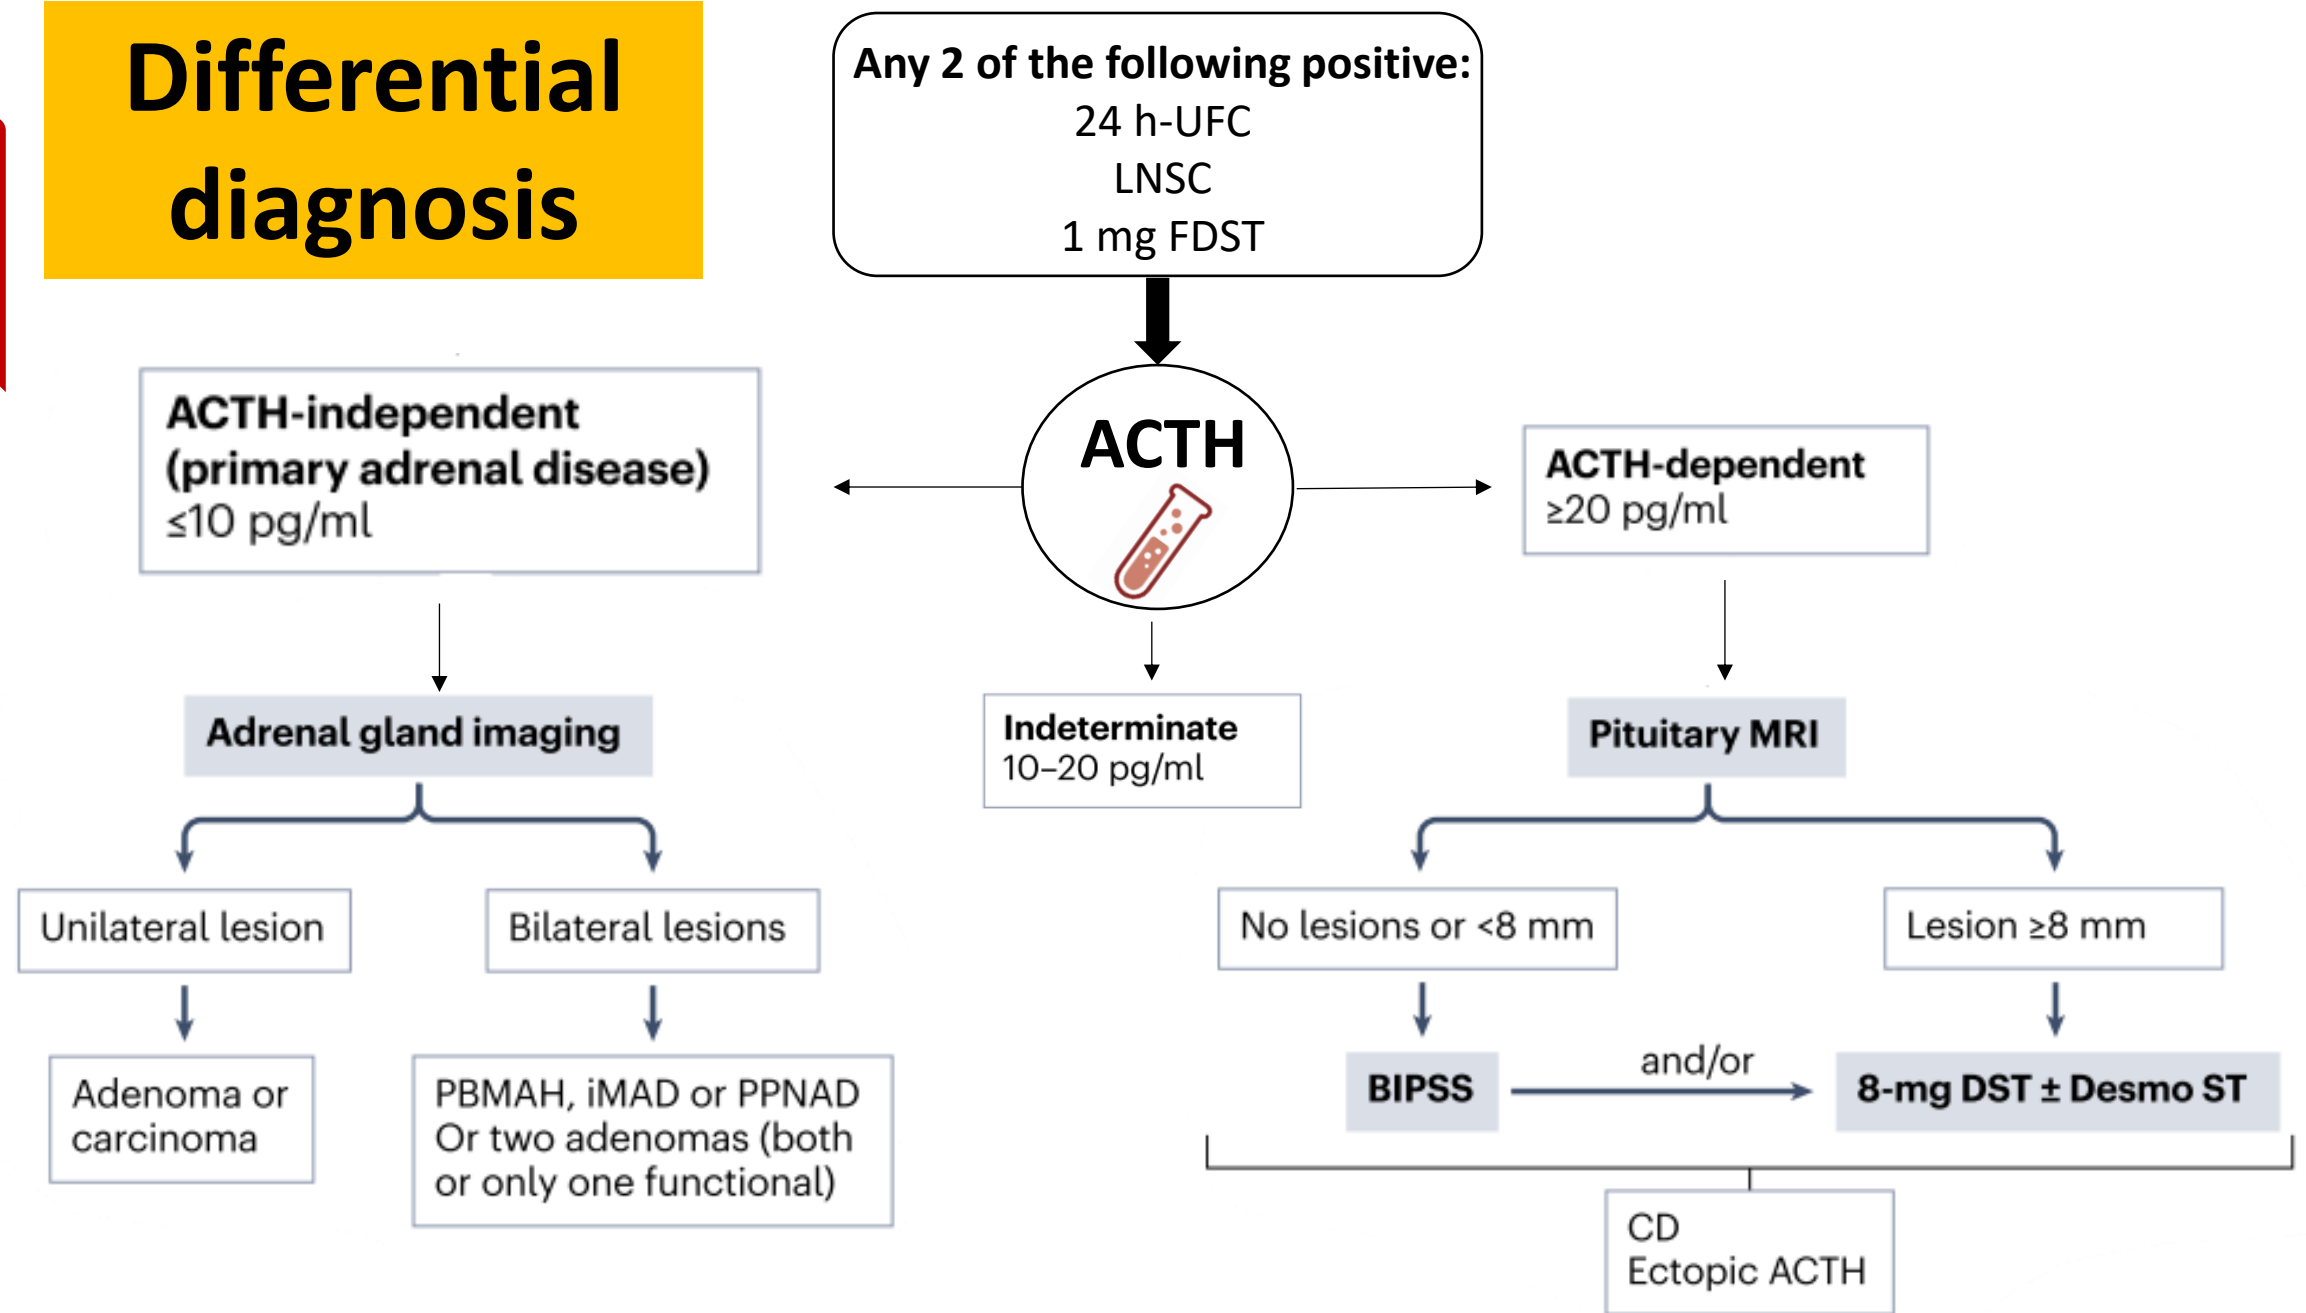 Differential
diagnosis
Any 2 of the following positive:
24 h-UFC
LNSC
1 mg FDST
ACTH
ACTH-independent
(primary adrenal disease)
≤10 pg/ml
ACTH-dependent
≥20 pg/ml
Indeterminate
10–20 pg/ml
Adrenal gland imaging
Pituitary MRI
Unilateral lesion
Bilateral lesions
No lesions or <8 mm
Lesion ≥8 mm
Adenoma or
carcinoma
PBMAH, iMAD or PPNAD
Or two adenomas (both
or only one functional)
BIPSS
and/or
8-mg DST ± Desmo ST
CD
Ectopic ACTH